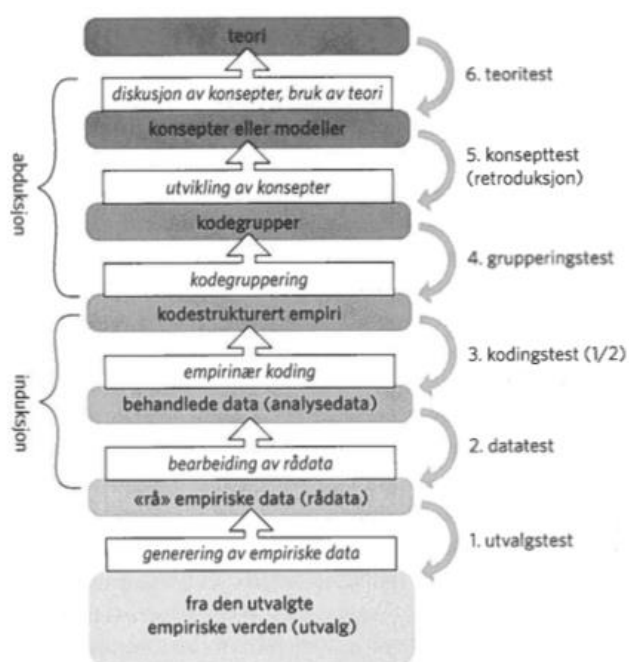 teori
6. teoritest
diskusjon av konsepter, bruk av teori
konsepter eller modeller
5. konsepttest
(retroduksjon)
abduksjon
utvikling av konsepter
kodegrupper
4. grupperingstest
kodegruppering
kodestrukturert empiri
3. kodingstest (1/2)
empirinær koding
induksjon
behandlede data (analysedata)
2. datatest
bearbeiding av rådata
«rå» empiriske data (rådata)
1. utvalgstest
generering av empiriske data
fra den utvalgte
empiriske verden (utvalg)